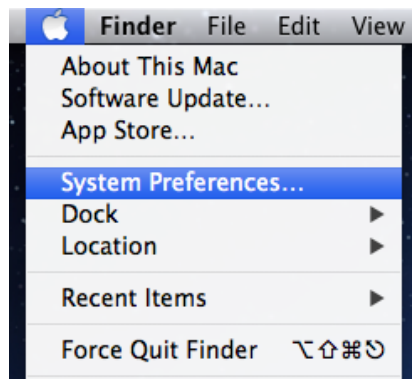 Finder File Edit View
About This Mac
Software Update...
App Store...
System Preferences...
Dock
Location
Recent Items
Force Quit Finder ⌥⇧⌘⎋